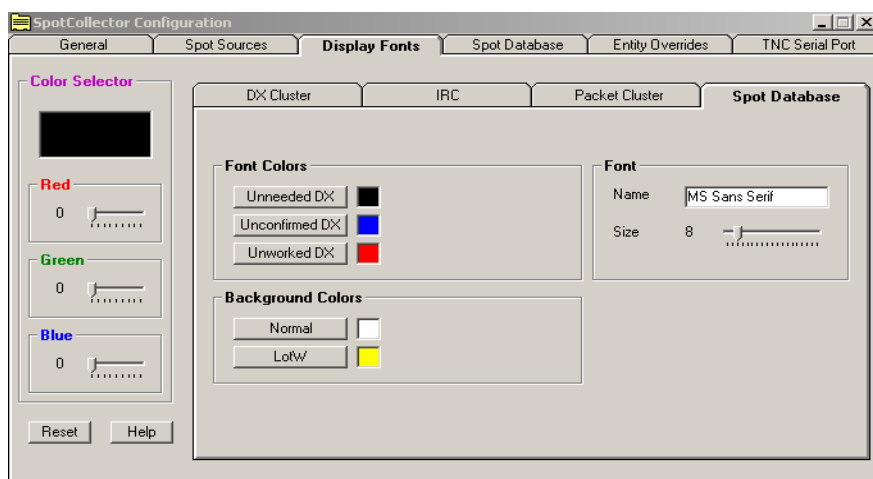 SpotCollector Configuration
General Spot Sources Display Fonts Spot Database Entity Overrides TNC Serial Port
Color Selector
DX Cluster IRC Packet Cluster Spot Database
Red
0
Green
0
Blue
0
Reset Help
Font Colors
Unneeded DX
Unconfirmed DX
Unworked DX
Background Colors
Normal
LotW
Font
Name MS Sans Serif
Size 8